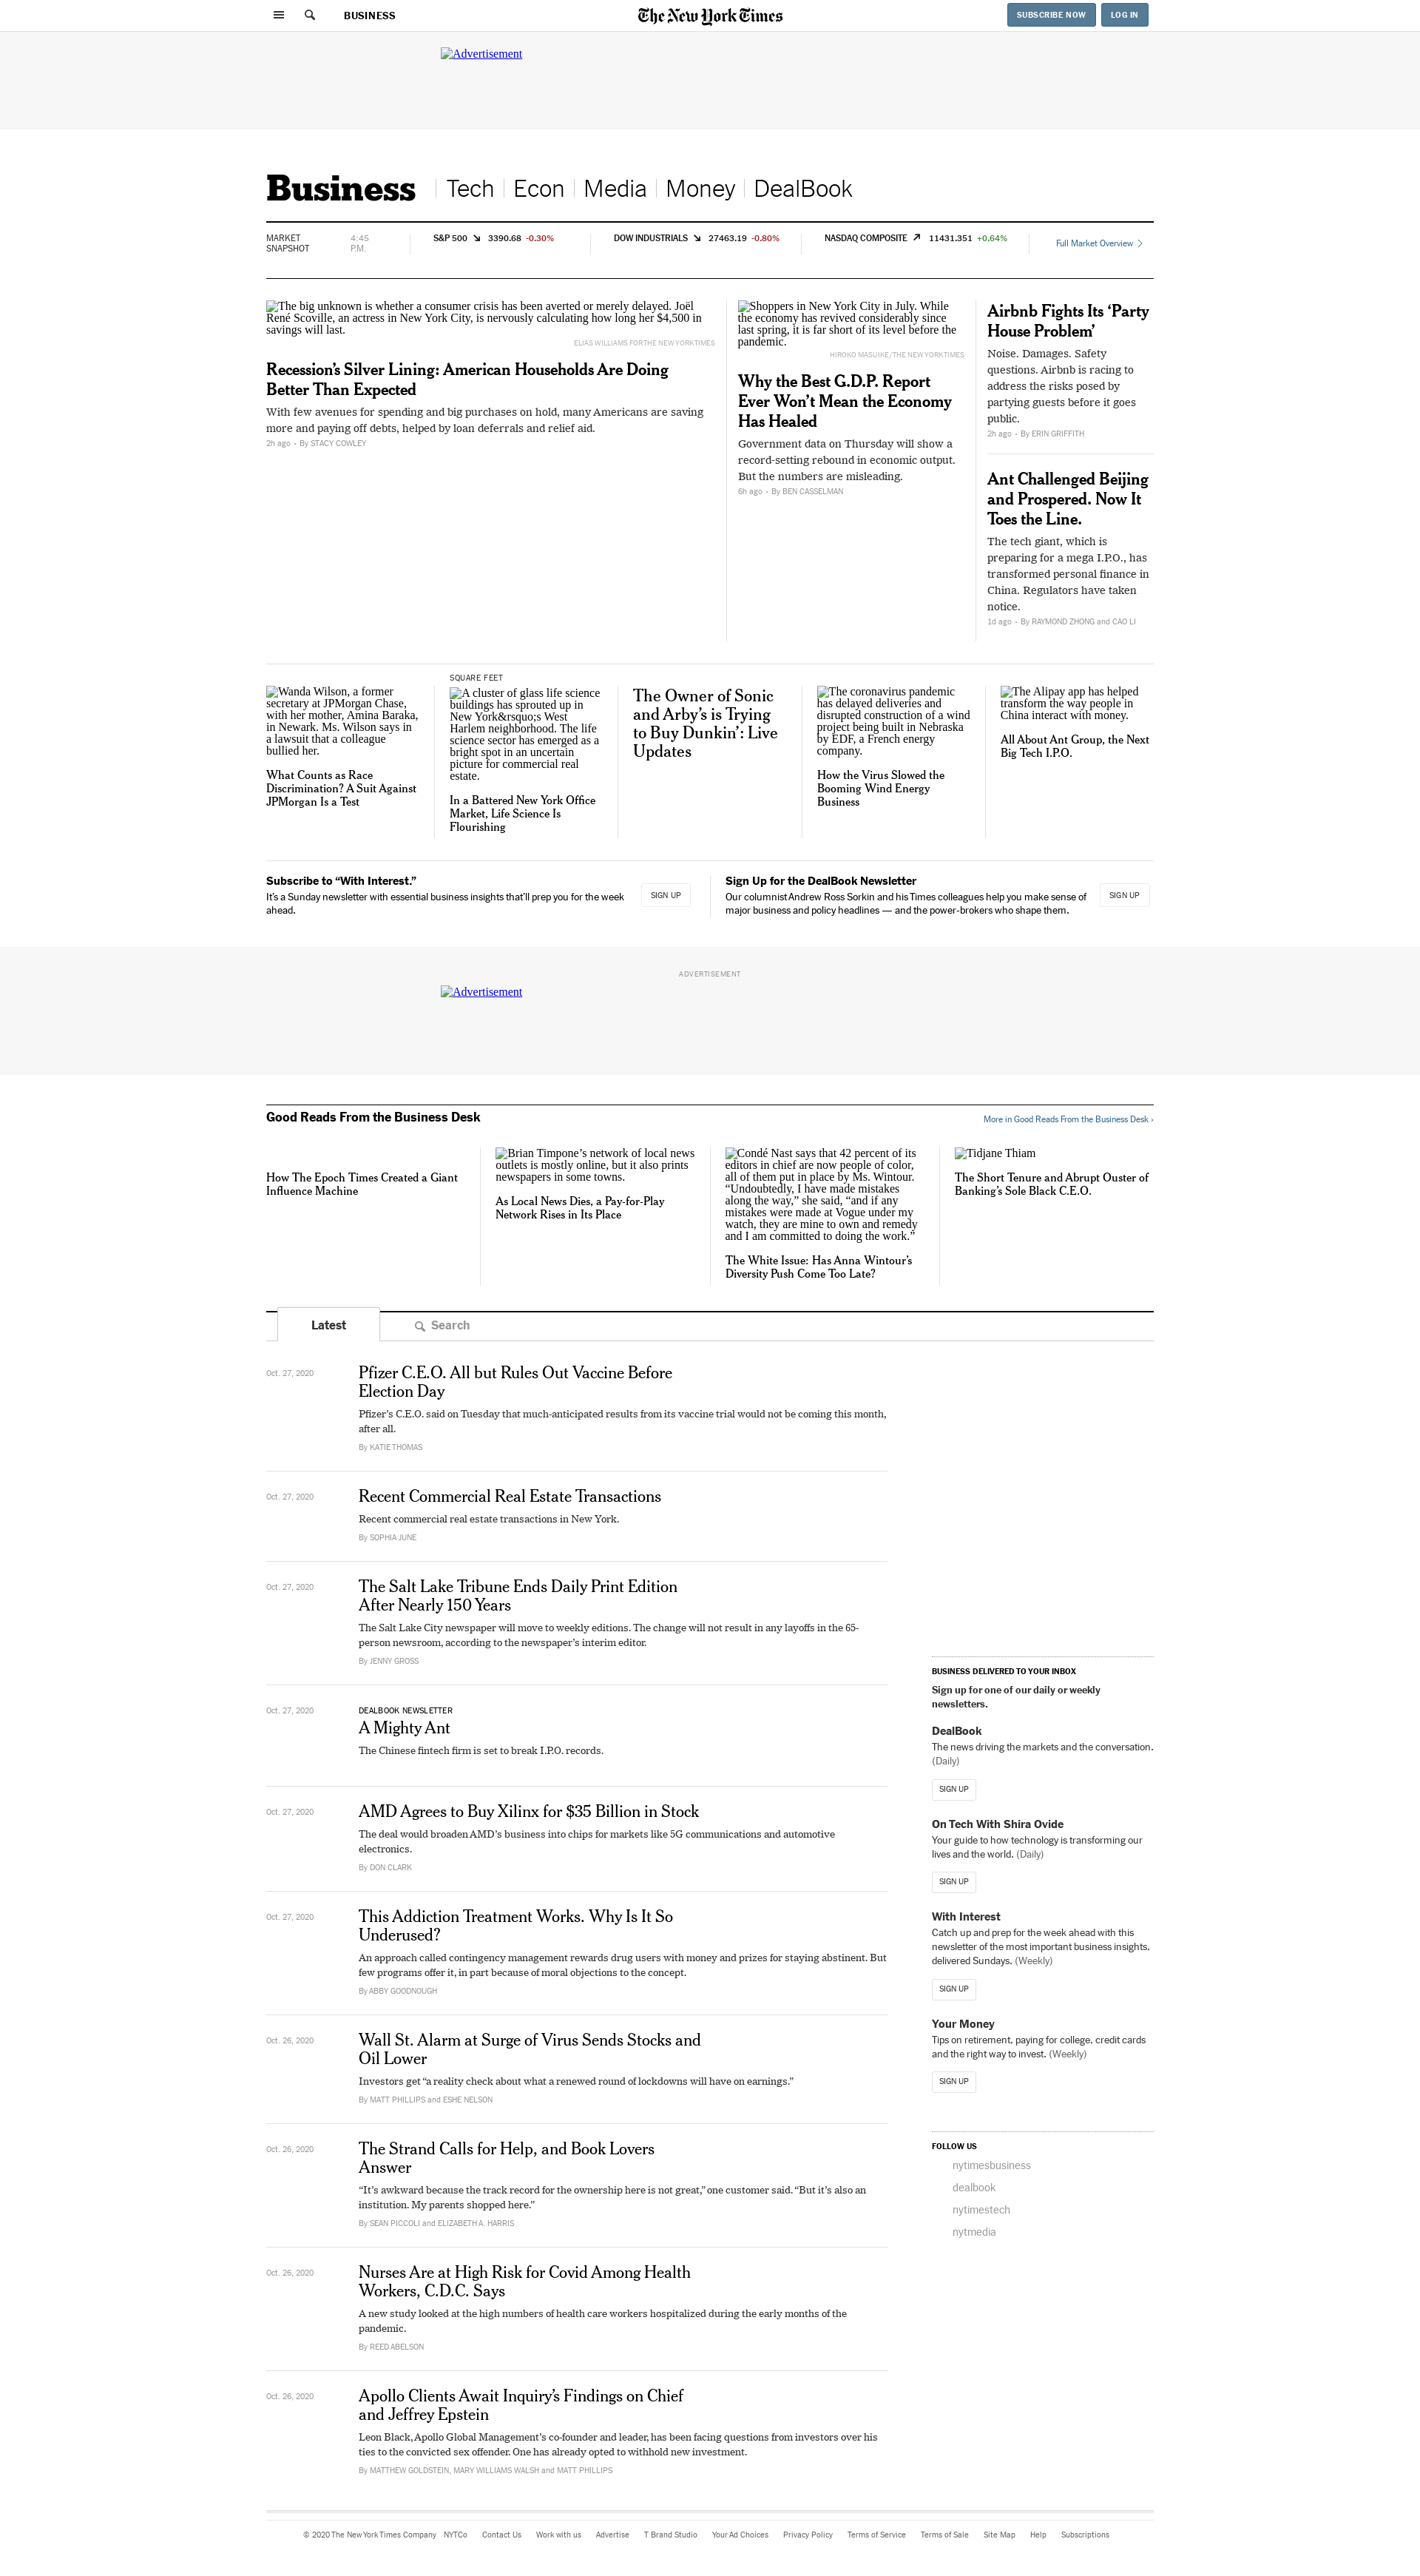 BUSINESS
The New York Times
SUBSCRIBE NOW
LOG IN
Advertisement
Business
Tech
Econ
Media
Money
DealBook
MARKET
SNAPSHOT
4:45
P.M.
S&P 500 3390.68 -0.30%
DOW INDUSTRIALS 27463.19 -0.80%
NASDAQ COMPOSITE 11431.351 +0.64%
Full Market Overview
The big unknown is whether a consumer crisis has been averted or merely delayed. Joël
René Scoville, an actress in New York City, is nervously calculating how long her $4,500 in
savings will last.
ELIAS WILLIAMS FOR THE NEW YORK TIMES
Recession’s Silver Lining: American Households Are Doing
Better Than Expected
With few avenues for spending and big purchases on hold, many Americans are saving
more and paying off debts, helped by loan deferrals and relief aid.
2h ago • By STACY COWLEY
Shoppers in New York City in July. While
the economy has revived considerably since
last spring, it is far short of its level before the
pandemic.
HIROKO MASUIKE/THE NEW YORK TIMES
Why the Best G.D.P. Report
Ever Won’t Mean the Economy
Has Healed
Government data on Thursday will show a
record-setting rebound in economic output.
But the numbers are misleading.
6h ago • By BEN CASSELMAN
Airbnb Fights Its ‘Party
House Problem’
Noise. Damages. Safety
questions. Airbnb is racing to
address the risks posed by
partying guests before it goes
public.
2h ago • By ERIN GRIFFITH
Ant Challenged Beijing
and Prospered. Now It
Toes the Line.
The tech giant, which is
preparing for a mega I.P.O., has
transformed personal finance in
China. Regulators have taken
notice.
1d ago • By RAYMOND ZHONG and CAO LI
Wanda Wilson, a former
secretary at JPMorgan Chase,
with her mother, Amina Baraka,
in Newark. Ms. Wilson says in
a lawsuit that a colleague
bullied her.
What Counts as Race
Discrimination? A Suit Against
JPMorgan Is a Test
SQUARE FEET
A cluster of glass life science
buildings has sprouted up in
New York&rsquo;s West
Harlem neighborhood. The life
science sector has emerged as a
bright spot in an uncertain
picture for commercial real
estate.
In a Battered New York Office
Market, Life Science Is
Flourishing
The Owner of Sonic
and Arby’s is Trying
to Buy Dunkin’: Live
Updates
The coronavirus pandemic
has delayed deliveries and
disrupted construction of a wind
project being built in Nebraska
by EDF, a French energy
company.
How the Virus Slowed the
Booming Wind Energy
Business
The Alipay app has helped
transform the way people in
China interact with money.
All About Ant Group, the Next
Big Tech I.P.O.
Subscribe to “With Interest.”
It’s a Sunday newsletter with essential business insights that’ll prep you for the week
ahead.
SIGN UP
Sign Up for the DealBook Newsletter
Our columnist Andrew Ross Sorkin and his Times colleagues help you make sense of
major business and policy headlines — and the power-brokers who shape them.
SIGN UP
ADVERTISEMENT
Advertisement
Good Reads From the Business Desk
More in Good Reads From the Business Desk ›
How The Epoch Times Created a Giant
Influence Machine
Brian Timpone’s network of local news
outlets is mostly online, but it also prints
newspapers in some towns.
As Local News Dies, a Pay-for-Play
Network Rises in Its Place
Condé Nast says that 42 percent of its
editors in chief are now people of color,
all of them put in place by Ms. Wintour.
“Undoubtedly, I have made mistakes
along the way,” she said, “and if any
mistakes were made at Vogue under my
watch, they are mine to own and remedy
and I am committed to doing the work.”
The White Issue: Has Anna Wintour’s
Diversity Push Come Too Late?
Tidjane Thiam
The Short Tenure and Abrupt Ouster of
Banking’s Sole Black C.E.O.
Latest
Search
Oct. 27, 2020
Pfizer C.E.O. All but Rules Out Vaccine Before
Election Day
Pfizer’s C.E.O. said on Tuesday that much-anticipated results from its vaccine trial would not be coming this month,
after all.
By KATIE THOMAS
Oct. 27, 2020
Recent Commercial Real Estate Transactions
Recent commercial real estate transactions in New York.
By SOPHIA JUNE
Oct. 27, 2020
The Salt Lake Tribune Ends Daily Print Edition
After Nearly 150 Years
The Salt Lake City newspaper will move to weekly editions. The change will not result in any layoffs in the 65-
person newsroom, according to the newspaper’s interim editor.
By JENNY GROSS
Oct. 27, 2020
DEALBOOK NEWSLETTER
A Mighty Ant
The Chinese fintech firm is set to break I.P.O. records.
Oct. 27, 2020
AMD Agrees to Buy Xilinx for $35 Billion in Stock
The deal would broaden AMD’s business into chips for markets like 5G communications and automotive
electronics.
By DON CLARK
Oct. 27, 2020
This Addiction Treatment Works. Why Is It So
Underused?
An approach called contingency management rewards drug users with money and prizes for staying abstinent. But
few programs offer it, in part because of moral objections to the concept.
By ABBY GOODNOUGH
Oct. 26, 2020
Wall St. Alarm at Surge of Virus Sends Stocks and
Oil Lower
Investors get “a reality check about what a renewed round of lockdowns will have on earnings.”
By MATT PHILLIPS and ESHE NELSON
Oct. 26, 2020
The Strand Calls for Help, and Book Lovers
Answer
“It’s awkward because the track record for the ownership here is not great,” one customer said. “But it’s also an
institution. My parents shopped here.”
By SEAN PICCOLI and ELIZABETH A. HARRIS
Oct. 26, 2020
Nurses Are at High Risk for Covid Among Health
Workers, C.D.C. Says
A new study looked at the high numbers of health care workers hospitalized during the early months of the
pandemic.
By REED ABELSON
Oct. 26, 2020
Apollo Clients Await Inquiry’s Findings on Chief
and Jeffrey Epstein
Leon Black, Apollo Global Management’s co-founder and leader, has been facing questions from investors over his
ties to the convicted sex offender. One has already opted to withhold new investment.
By MATTHEW GOLDSTEIN, MARY WILLIAMS WALSH and MATT PHILLIPS
BUSINESS DELIVERED TO YOUR INBOX
Sign up for one of our daily or weekly
newsletters.
DealBook
The news driving the markets and the conversation.
(Daily)
SIGN UP
On Tech With Shira Ovide
Your guide to how technology is transforming our
lives and the world. (Daily)
SIGN UP
With Interest
Catch up and prep for the week ahead with this
newsletter of the most important business insights,
delivered Sundays. (Weekly)
SIGN UP
Your Money
Tips on retirement, paying for college, credit cards
and the right way to invest. (Weekly)
SIGN UP
FOLLOW US
nytimesbusiness
dealbook
nytimestech
nytmedia
© 2020 The New York Times Company NYTCo Contact Us Work with us Advertise T Brand Studio Your Ad Choices Privacy Policy Terms of Service Terms of Sale Site Map Help Subscriptions